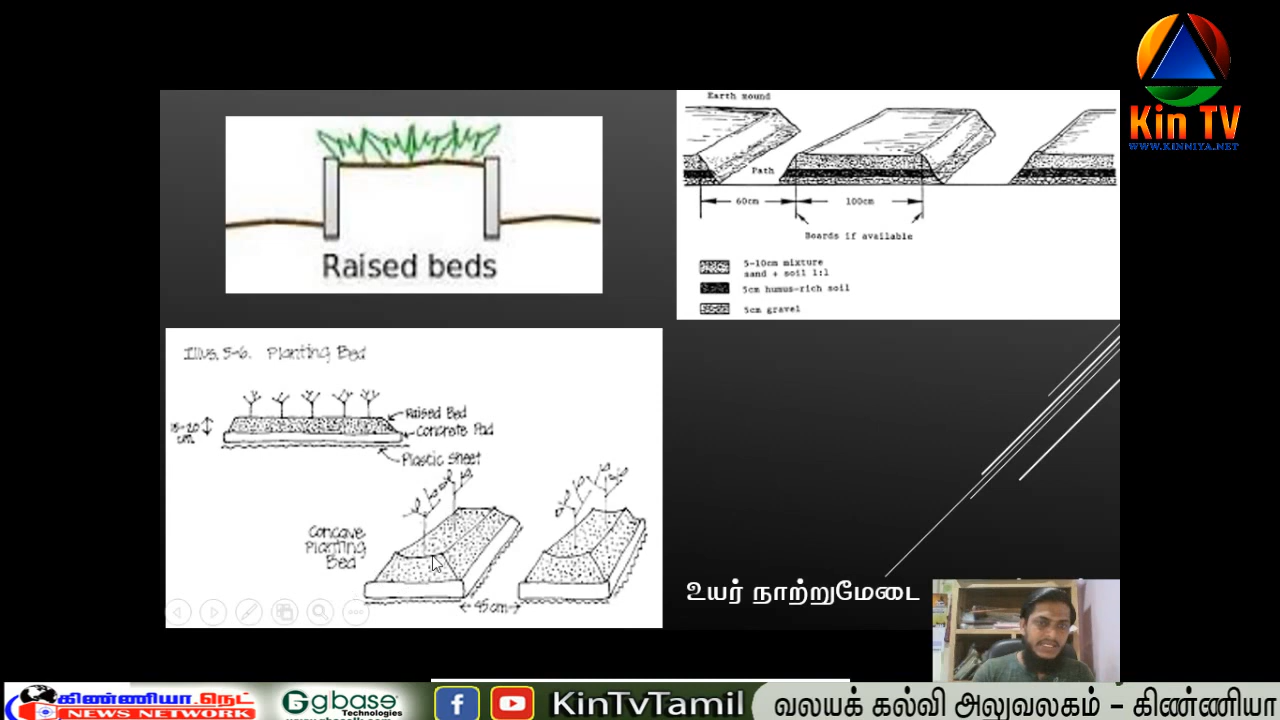 Kin TV
WWW.KINNIYA.NET
Raised beds
Earth mound
Path
60cm
100cm
Boards if available
5-10cm mixture
sand + soil 1:1
5cm humus-rich soil
5cm gravel
Illus. 5-6. Planting Bed
15-20
cm.
Raised Bed
Concrete Pad
Plastic Sheet
Concave
Planting
Bed
45cm
உயர் நாற்றுமேடை
கிண்ணியா.நெட்
NEWS NETWORK
gbase
Technologies
KinTvTamil
வலயக் கல்வி அலுவலகம் - கிண்ணியா